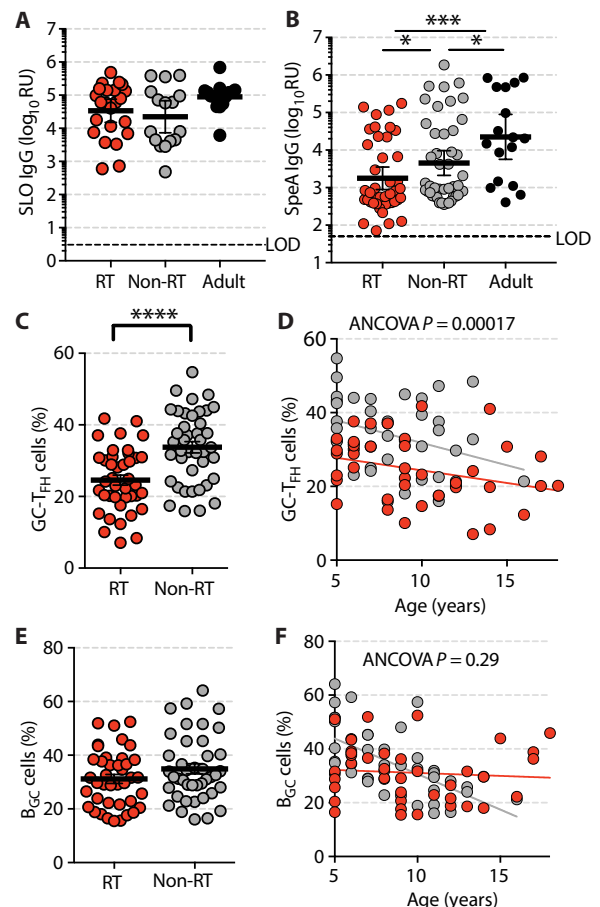 A
SLO IgG (log10 RU)
7
6
5
4
3
2
1
0
LOD
RT
Non-RT
Adult
B
SpeA IgG (log10RU)
***
*
*
7
6
5
4
3
2
1
LOD
RT
Non-RT
Adult
C
GC-TFH cells (%)
****
60
40
20
0
RT
Non-RT
D
ANCOVA P = 0.00017
GC-TFH cells (%)
60
40
20
0
5
10
15
Age (years)
E
BGC cells (%)
80
60
40
20
0
RT
Non-RT
F
ANCOVA P = 0.29
BGC cells (%)
80
60
40
20
0
5
10
15
Age (years)